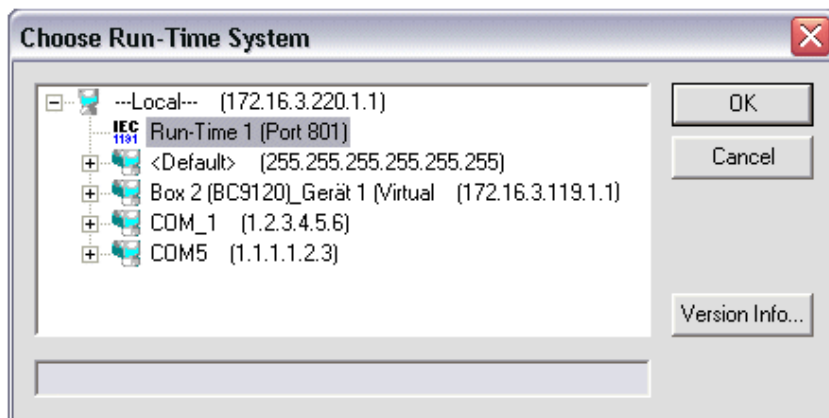 Choose Run-Time System
---Local--- (172.16.3.220.1.1)
OK
IEC
1131
Run-Time 1 (Port 801)
<Default> (255.255.255.255.255.255)
Cancel
Box 2 (BC9120)_Gerät 1 (Virtual (172.16.3.119.1.1)
COM_1 (1.2.3.4.5.6)
COM5 (1.1.1.1.2.3)
Version Info...